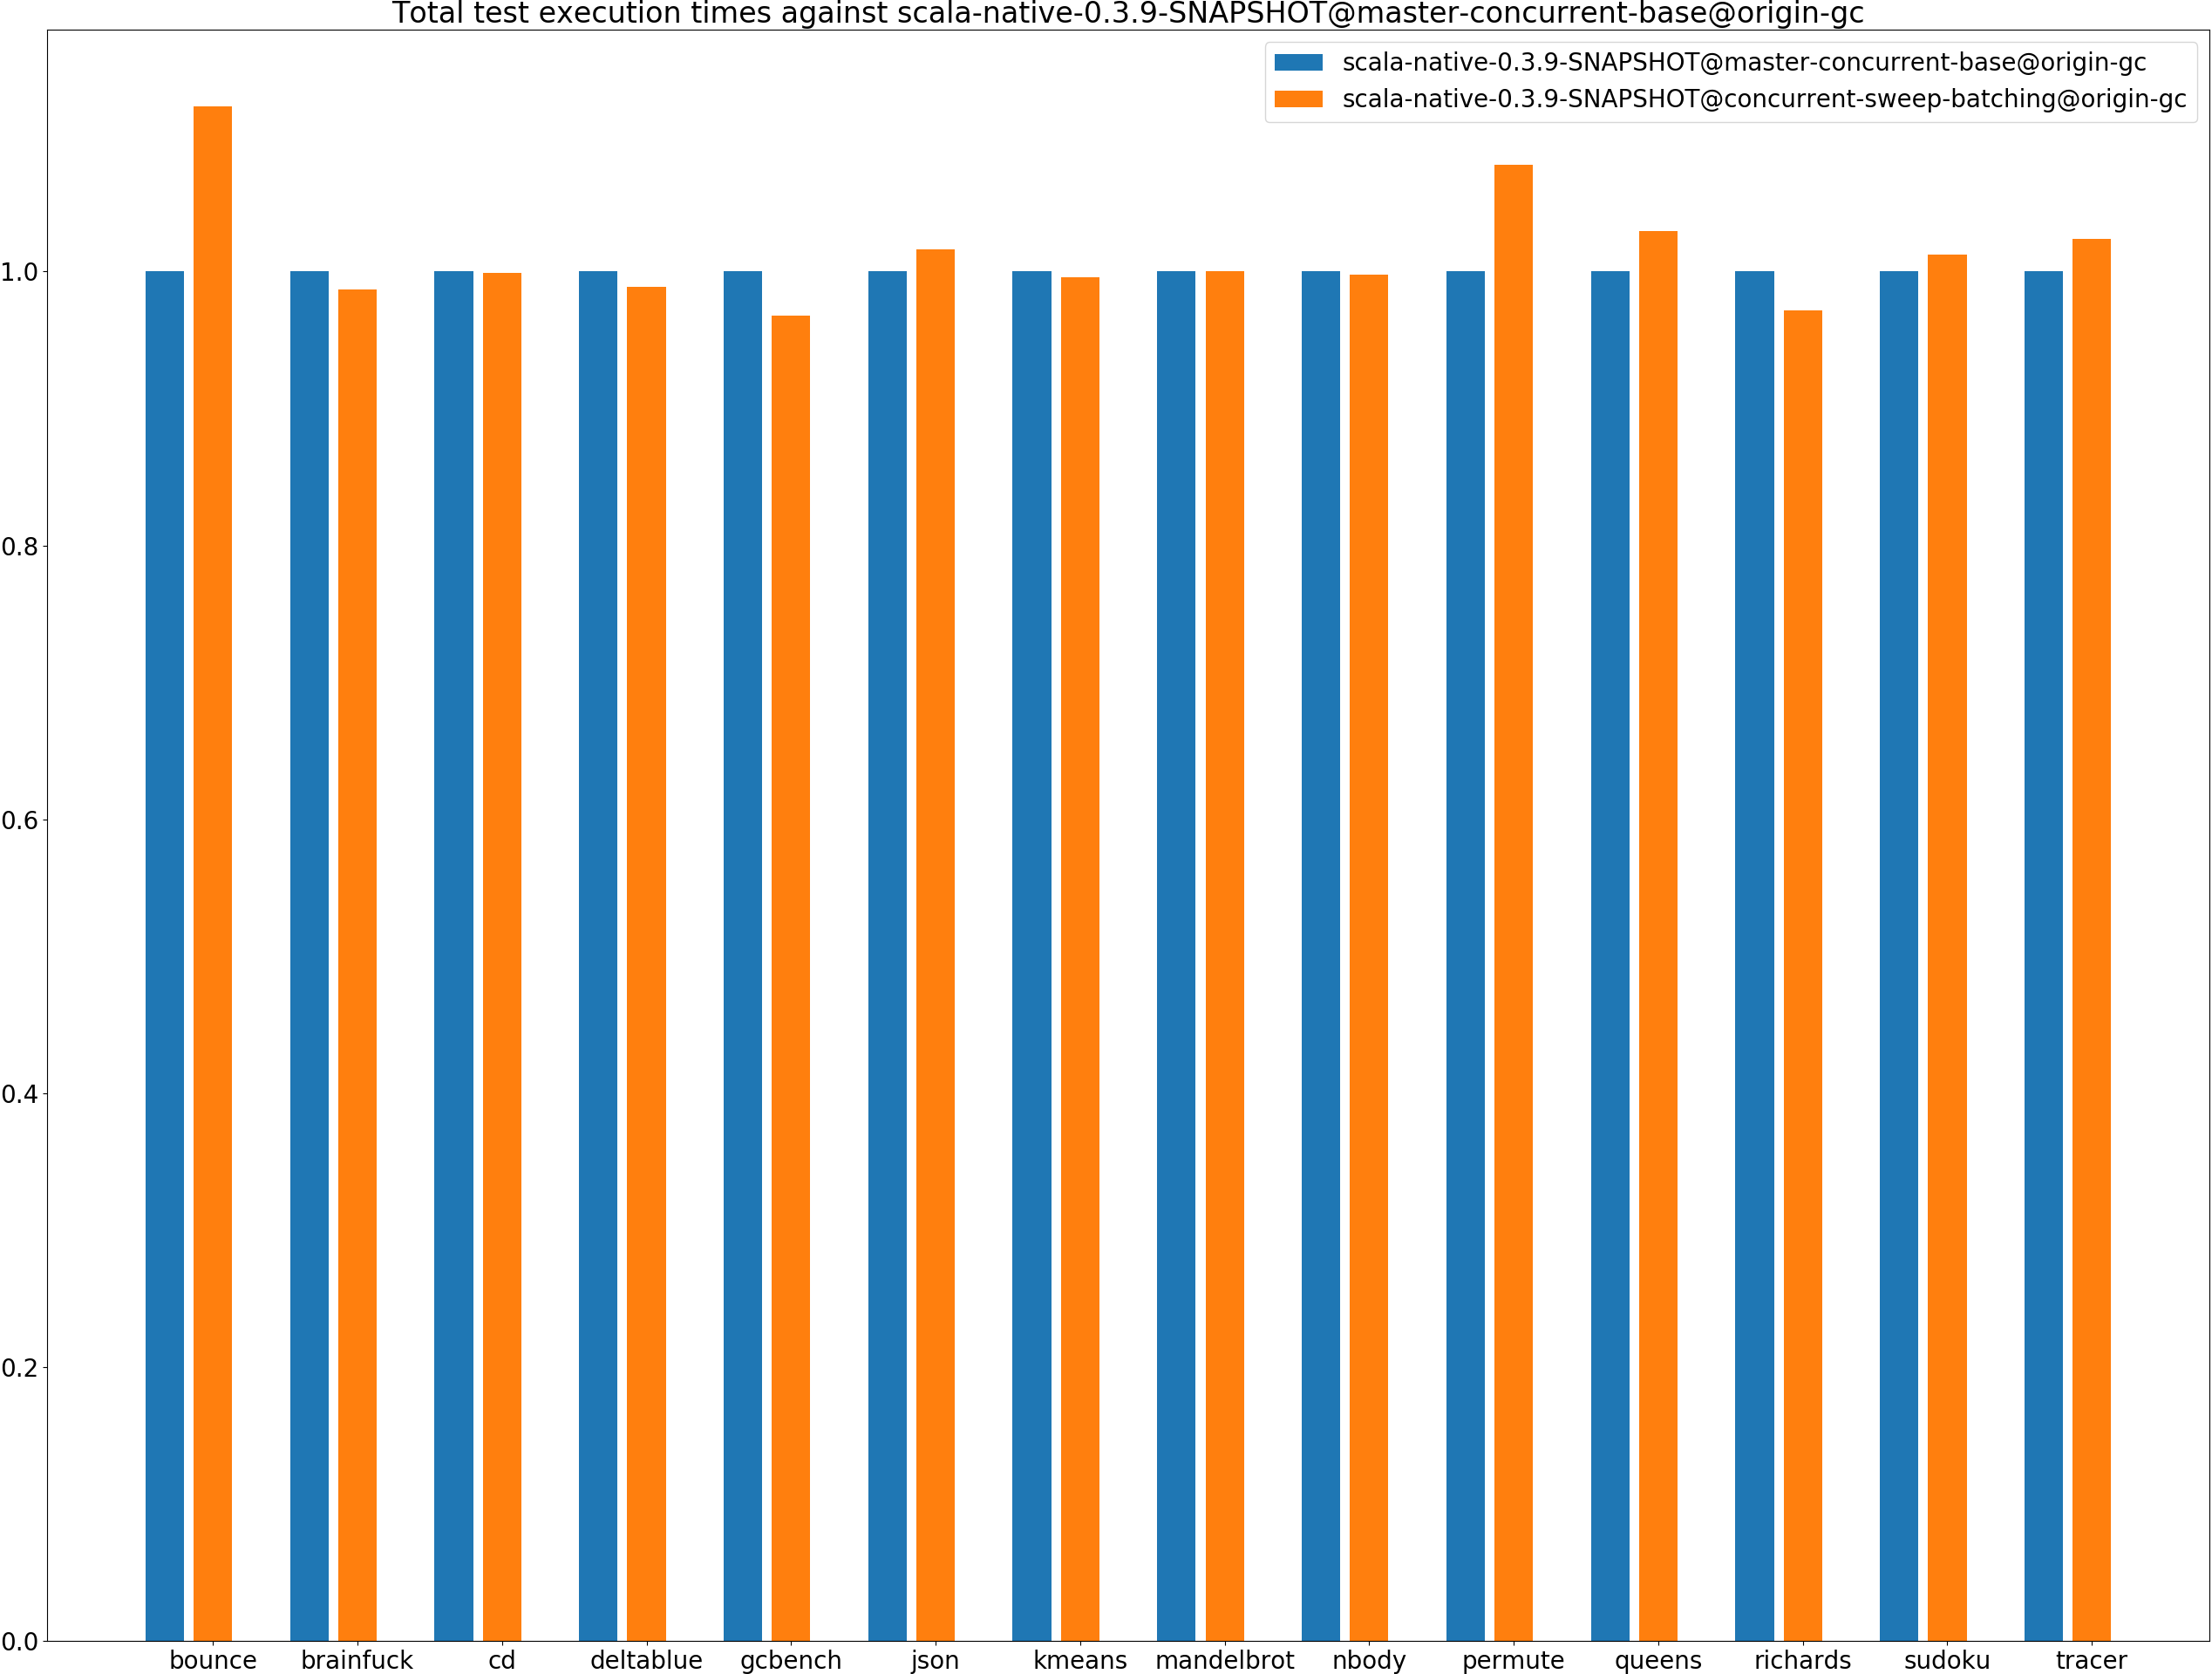 Total test execution times against scala-native-0.3.9-SNAPSHOT@master-concurrent-base@origin-gc
scala-native-0.3.9-SNAPSHOT@master-concurrent-base@origin-gc
scala-native-0.3.9-SNAPSHOT@concurrent-sweep-batching@origin-gc
1.0
0.8
0.6
0.4
0.2
0.0
bounce brainfuck cd deltablue gcbench json kmeans mandelbrot nbody permute queens richards sudoku tracer